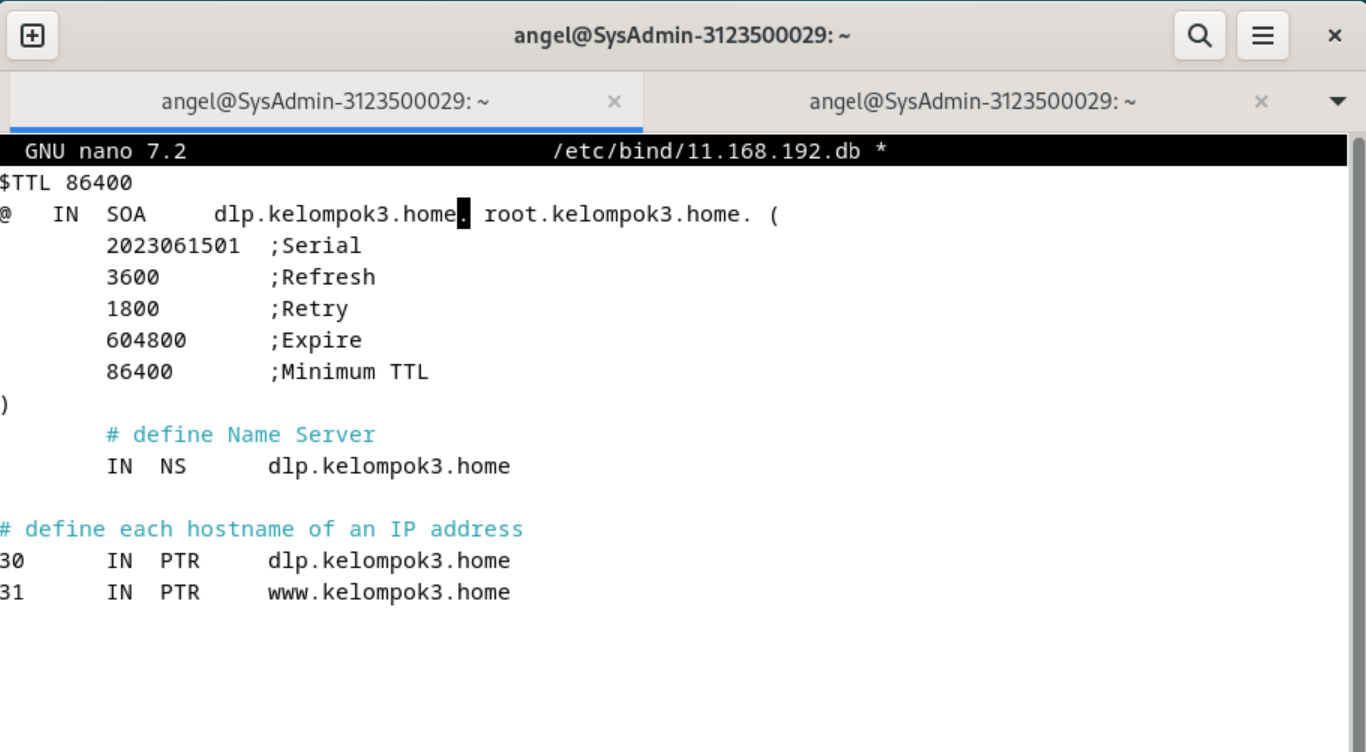 angel@SysAdmin-3123500029: ~
angel@SysAdmin-3123500029: ~
angel@SysAdmin-3123500029: ~
GNU nano 7.2 /etc/bind/11.168.192.db *
$TTL 86400
@ IN SOA dlp.kelompok3.home. root.kelompok3.home. (
2023061501 ;Serial
3600 ;Refresh
1800 ;Retry
604800 ;Expire
86400 ;Minimum TTL
)
# define Name Server
IN NS dlp.kelompok3.home
# define each hostname of an IP address
30 IN PTR dlp.kelompok3.home
31 IN PTR www.kelompok3.home